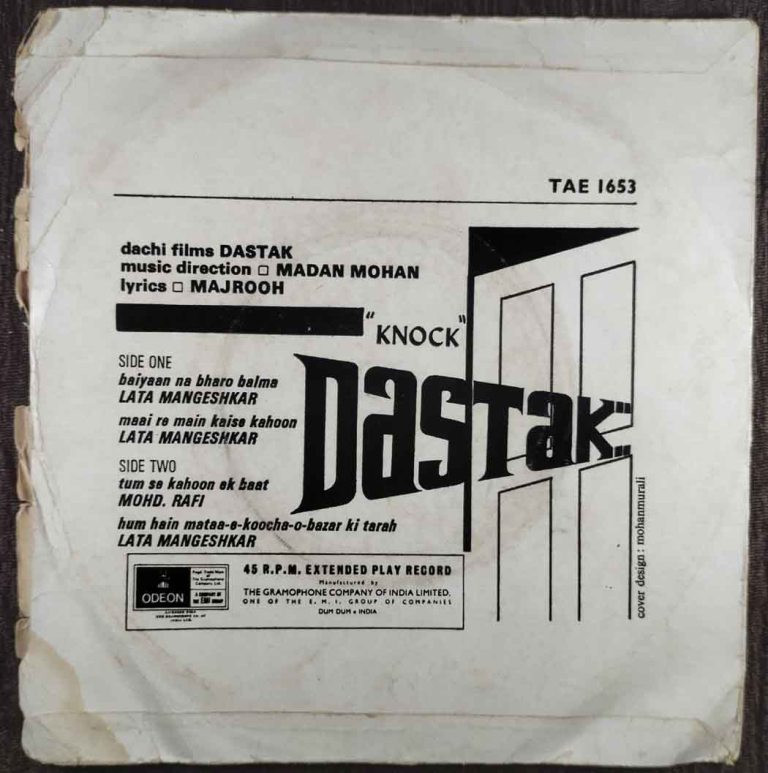 TAE 1653
dachi films DASTAK
music direction □ MADAN MOHAN
lyrics □ MAJROOH
"KNOCK"
DasTaK...
SIDE ONE
baiyaan na bharo balma
LATA MANGESHKAR
maai re main kaise kahoon
LATA MANGESHKAR
SIDE TWO
tum se kahoon ek baat
MOHD. RAFI
hum hain mataa-e-koocha-o-bazar ki tarah
LATA MANGESHKAR
ODEON
45 R.P.M. EXTENDED PLAY RECORD
Manufactured by
THE GRAMOPHONE COMPANY OF INDIA LIMITED.
ONE OF THE E. M. I. GROUP OF COMPANIES
DUM DUM • INDIA
cover design : mohanmurali